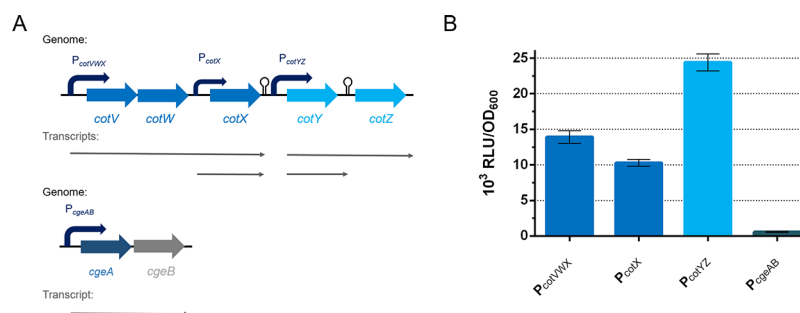 A
Genome:
PcotVWX
PcotX
PcotYZ
cotV cotW cotX cotY cotZ
Transcripts:
Genome:
PcgeAB
cgeA cgeB
Transcript:
B
10³ RLU/OD₆₀₀
25
20
15
10
5
0
PcotVWX
PcotX
PcotYZ
PcgeAB